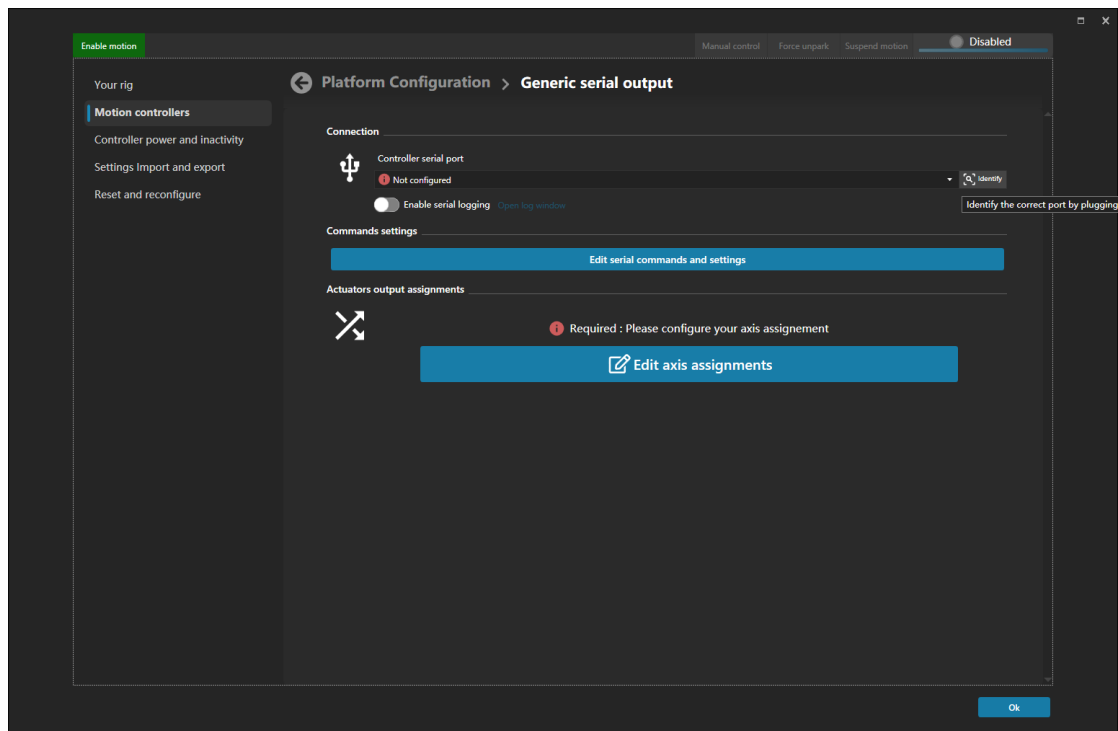 Enable motion
Manual control
Force unpark
Suspend motion
Disabled
Your rig
Motion controllers
Controller power and inactivity
Settings Import and export
Reset and reconfigure
Platform Configuration > Generic serial output
Connection
Controller serial port
Not configured
Identify
Enable serial logging
Open log window
Identify the correct port by plugging
Commands settings
Edit serial commands and settings
Actuators output assignments
Required : Please configure your axis assignement
Edit axis assignments
Ok